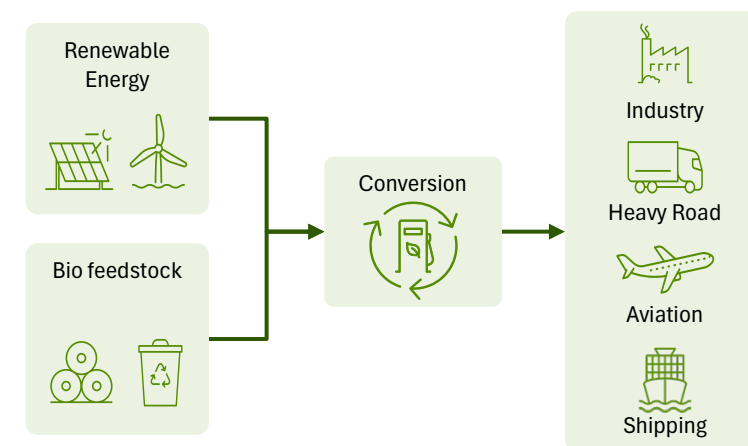 Renewable
Energy
Bio feedstock
Conversion
Industry
Heavy Road
Aviation
Shipping